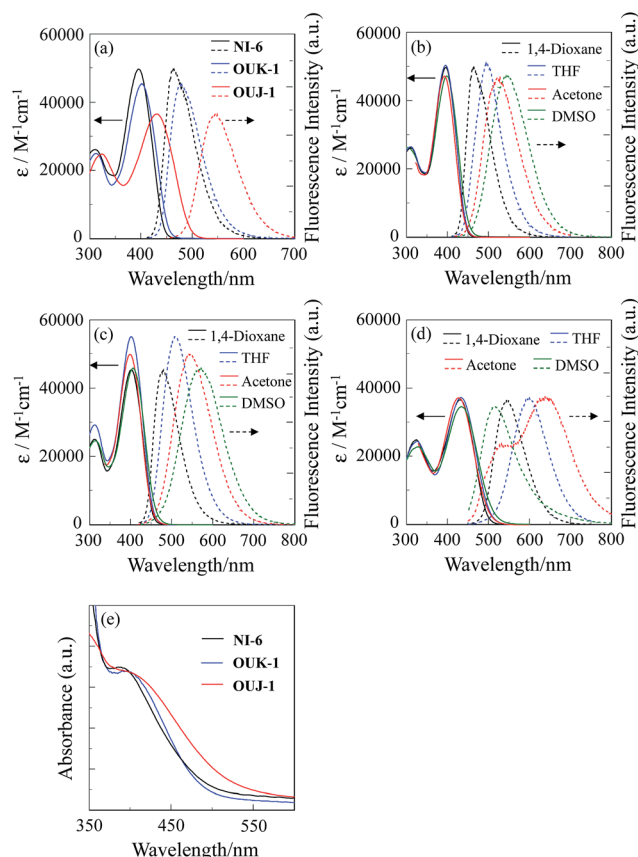 (a)
NI-6
OUK-1
OUJ-1
60000
40000
20000
0
ε / M⁻¹cm⁻¹
Fluorescence Intensity (a.u.)
300 400 500 600 700
Wavelength/nm
(b)
1,4-Dioxane
THF
Acetone
DMSO
60000
40000
20000
0
ε / M⁻¹cm⁻¹
Fluorescence Intensity (a.u.)
300 400 500 600 700 800
Wavelength/nm
(c)
1,4-Dioxane
THF
Acetone
DMSO
60000
40000
20000
0
ε / M⁻¹cm⁻¹
Fluorescence Intensity (a.u.)
300 400 500 600 700 800
Wavelength/nm
(d)
1,4-Dioxane THF
Acetone DMSO
60000
40000
20000
0
ε / M⁻¹cm⁻¹
Fluorescence Intensity (a.u.)
300 400 500 600 700 800
Wavelength/nm
(e)
NI-6
OUK-1
OUJ-1
Absorbance (a.u.)
350 450 550
Wavelength/nm